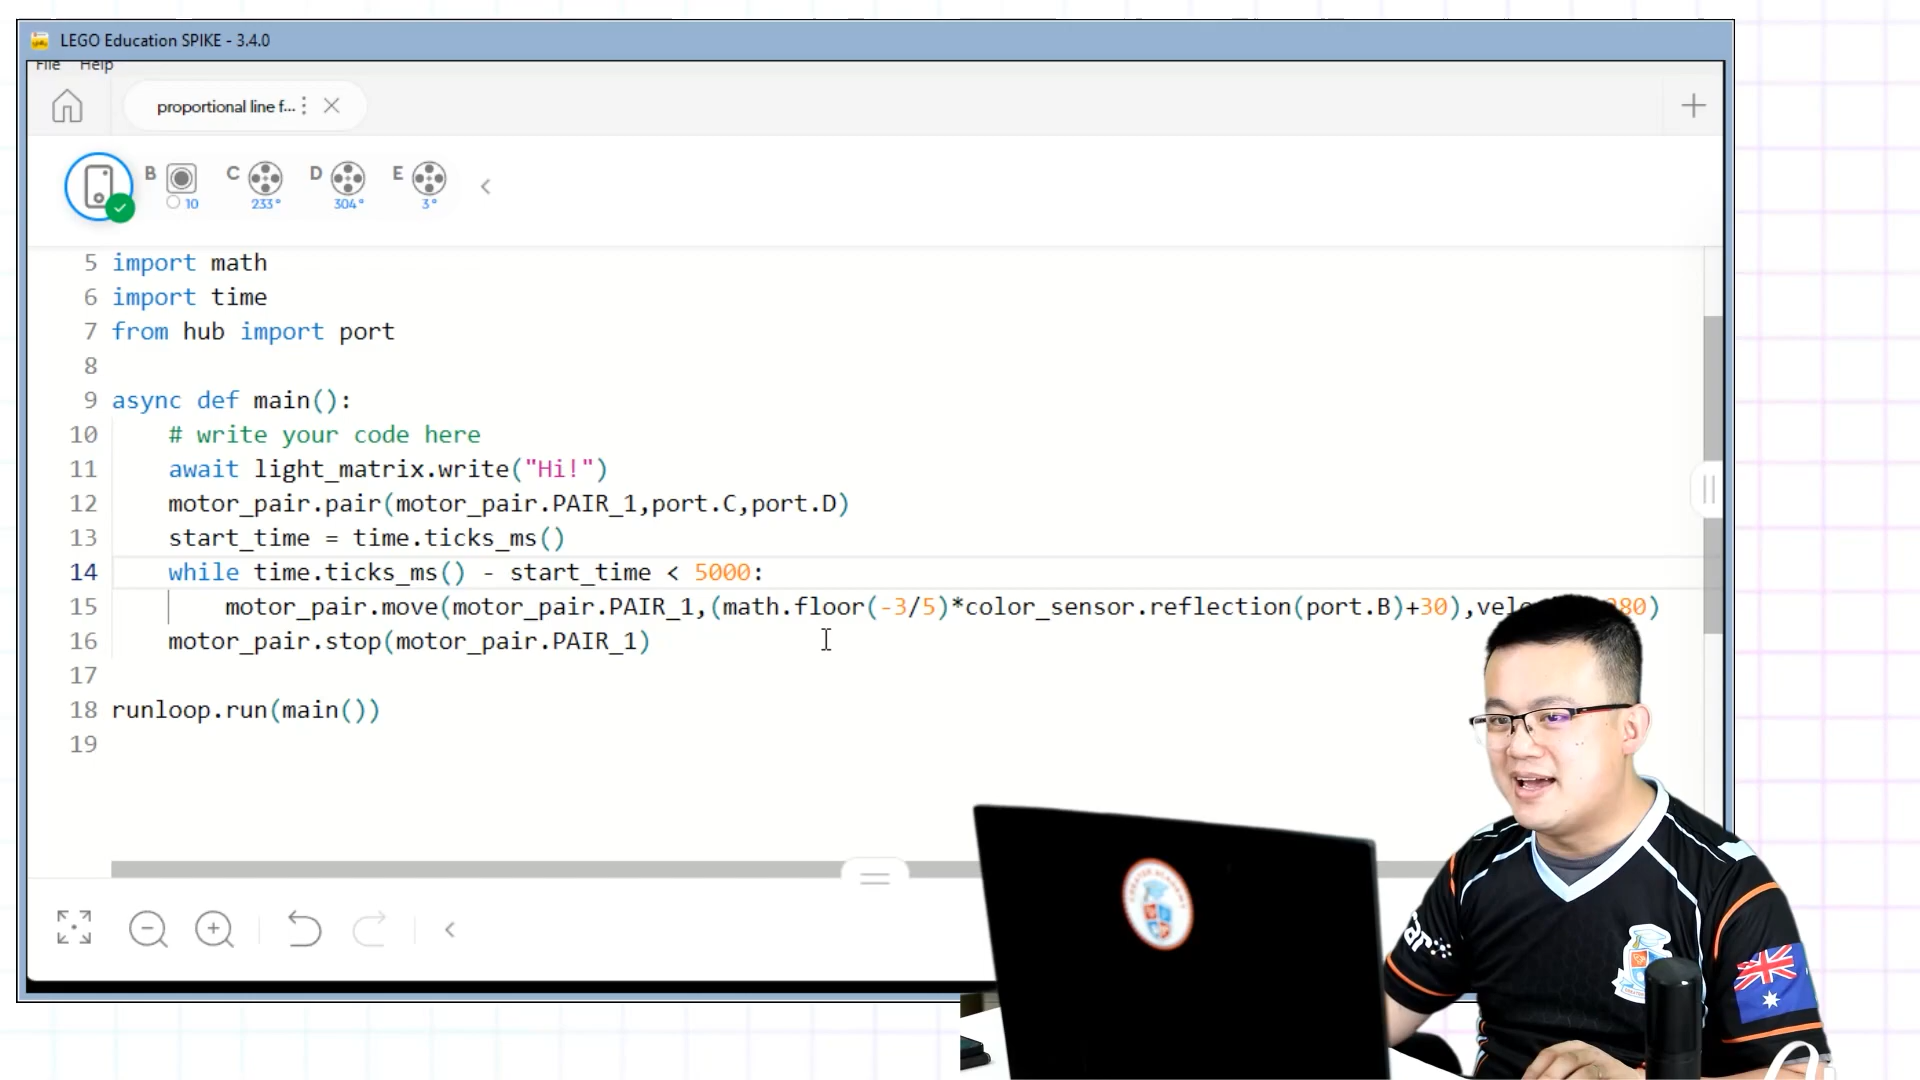 LEGO Education SPIKE - 3.4.0
File Help
proportional line f...
B C D E
10 233° 304° 3°
5 import math
6 import time
7 from hub import port
8
9 async def main():
10 # write your code here
11 await light_matrix.write("Hi!")
12 motor_pair.pair(motor_pair.PAIR_1,port.C,port.D)
13 start_time = time.ticks_ms()
14 while time.ticks_ms() - start_time < 5000:
15 motor_pair.move(motor_pair.PAIR_1,(math.floor(-3/5)*color_sensor.reflection(port.B)+30),velo 280)
16 motor_pair.stop(motor_pair.PAIR_1)
17
18 runloop.run(main())
19